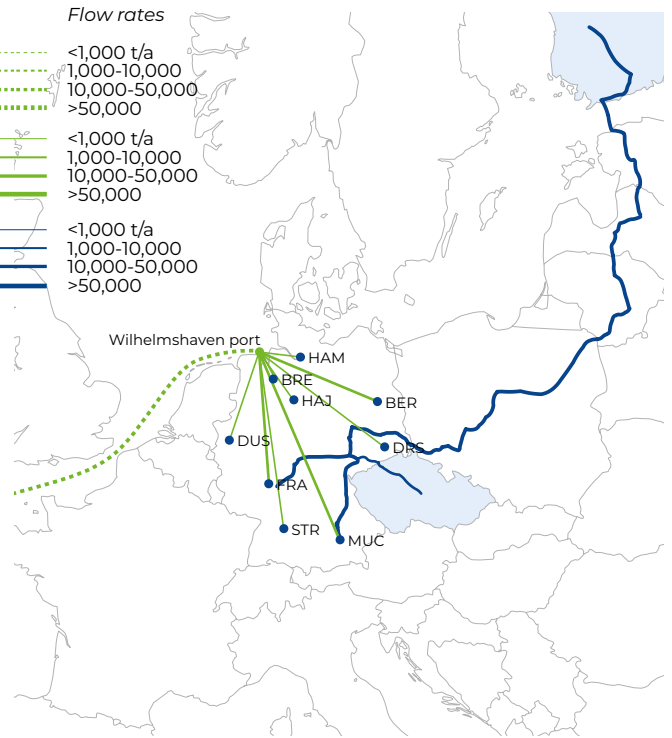 Flow rates
<1,000 t/a
1,000-10,000
10,000-50,000
>50,000
<1,000 t/a
1,000-10,000
10,000-50,000
>50,000
<1,000 t/a
1,000-10,000
10,000-50,000
>50,000
Wilhelmshaven port
HAM
BRE
HAJ
BER
DUS
DRS
FRA
STR
MUC